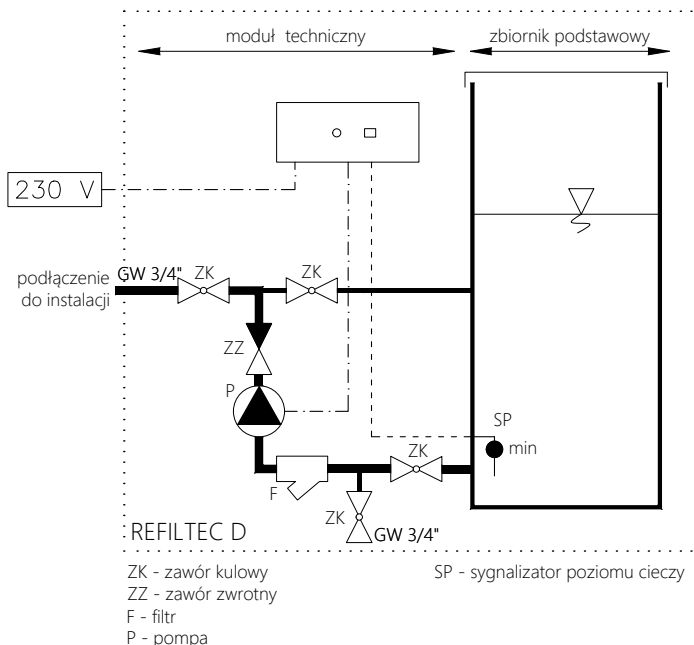 moduł techniczny
zbiornik podstawowy
230 V
podłączenie
do instalacji
GW 3/4"
ZK
ZK
ZZ
P
SP
min
ZK
F
ZK
GW 3/4"
REFILTEC D
ZK - zawór kulowy
SP - sygnalizator poziomu cieczy
ZZ - zawór zwrotny
F - filtr
P - pompa